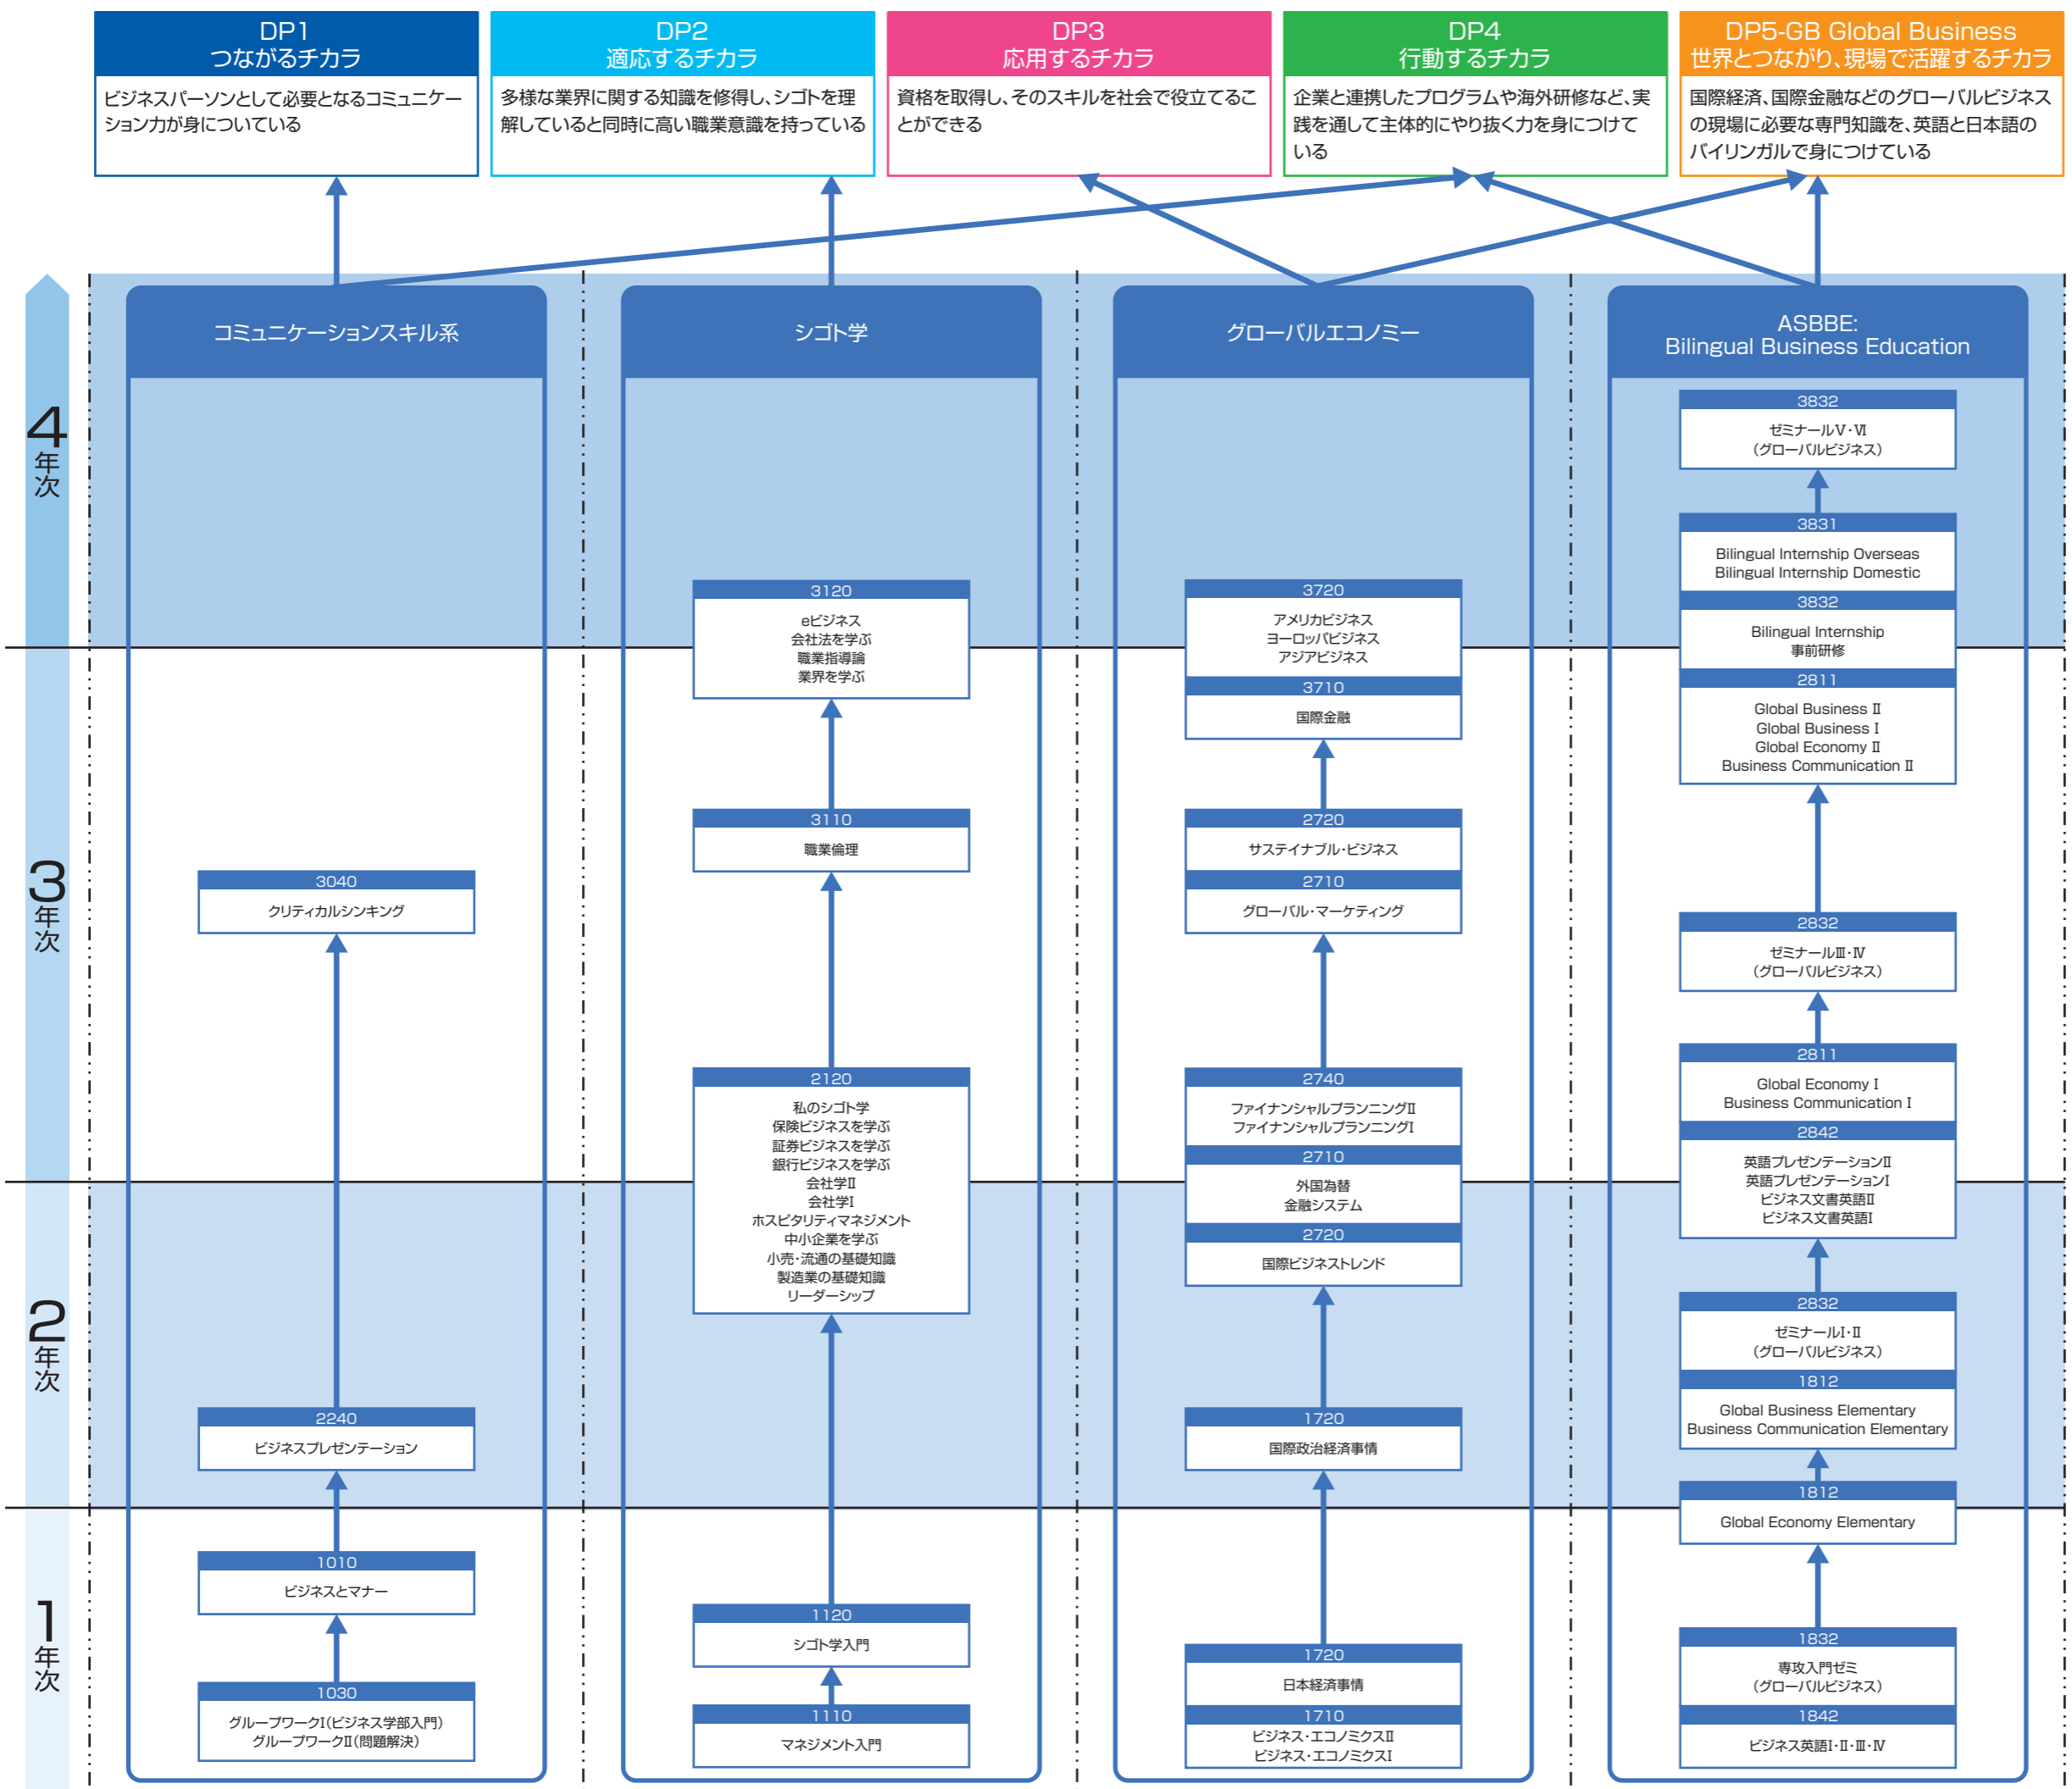 DP1
つながるチカラ
ビジネスパーソンとして必要となるコミュニケー
ション力が身についている
DP2
適応するチカラ
多様な業界に関する知識を修得し、シゴトを理
解していると同時に高い職業意識を持っている
DP3
応用するチカラ
資格を取得し、そのスキルを社会で役立てるこ
とができる
DP4
行動するチカラ
企業と連携したプログラムや海外研修など、実
践を通して主体的にやり抜く力を身につけて
いる
DP5-GB Global Business
世界とつながり、現場で活躍するチカラ
国際経済、国際金融などのグローバルビジネス
の現場に必要な専門知識を、英語と日本語の
バイリンガルで身につけている
4年次
3年次
2年次
1年次
コミュニケーションスキル系
3040
クリティカルシンキング
2240
ビジネスプレゼンテーション
1010
ビジネスとマナー
1030
グループワークⅠ(ビジネス学部入門)
グループワークⅡ(問題解決)
シゴト学
3120
eビジネス
会社法を学ぶ
職業指導論
業界を学ぶ
3110
職業倫理
2120
私のシゴト学
保険ビジネスを学ぶ
証券ビジネスを学ぶ
銀行ビジネスを学ぶ
会社学Ⅱ
会社学Ⅰ
ホスピタリティマネジメント
中小企業を学ぶ
小売・流通の基礎知識
製造業の基礎知識
リーダーシップ
1120
シゴト学入門
1110
マネジメント入門
グローバルエコノミー
3720
アメリカビジネス
ヨーロッパビジネス
アジアビジネス
3710
国際金融
2720
サステイナブル・ビジネス
2710
グローバル・マーケティング
2740
ファイナンシャルプランニングⅡ
ファイナンシャルプランニングⅠ
2710
外国為替
金融システム
2720
国際ビジネストレンド
1720
国際政治経済事情
1720
日本経済事情
1710
ビジネス・エコノミクスⅡ
ビジネス・エコノミクスⅠ
ASBBE:
Bilingual Business Education
3832
ゼミナールⅤ・Ⅵ
(グローバルビジネス)
3831
Bilingual Internship Overseas
Bilingual Internship Domestic
3832
Bilingual Internship
事前研修
2811
Global Business Ⅱ
Global Business Ⅰ
Global Economy Ⅱ
Business Communication Ⅱ
2832
ゼミナールⅢ・Ⅳ
(グローバルビジネス)
2811
Global Economy Ⅰ
Business Communication Ⅰ
2842
英語プレゼンテーションⅡ
英語プレゼンテーションⅠ
ビジネス文書英語Ⅱ
ビジネス文書英語Ⅰ
2832
ゼミナールⅠ・Ⅱ
(グローバルビジネス)
1812
Global Business Elementary
Business Communication Elementary
1812
Global Economy Elementary
1832
専攻入門ゼミ
(グローバルビジネス)
1842
ビジネス英語Ⅰ・Ⅱ・Ⅲ・Ⅳ